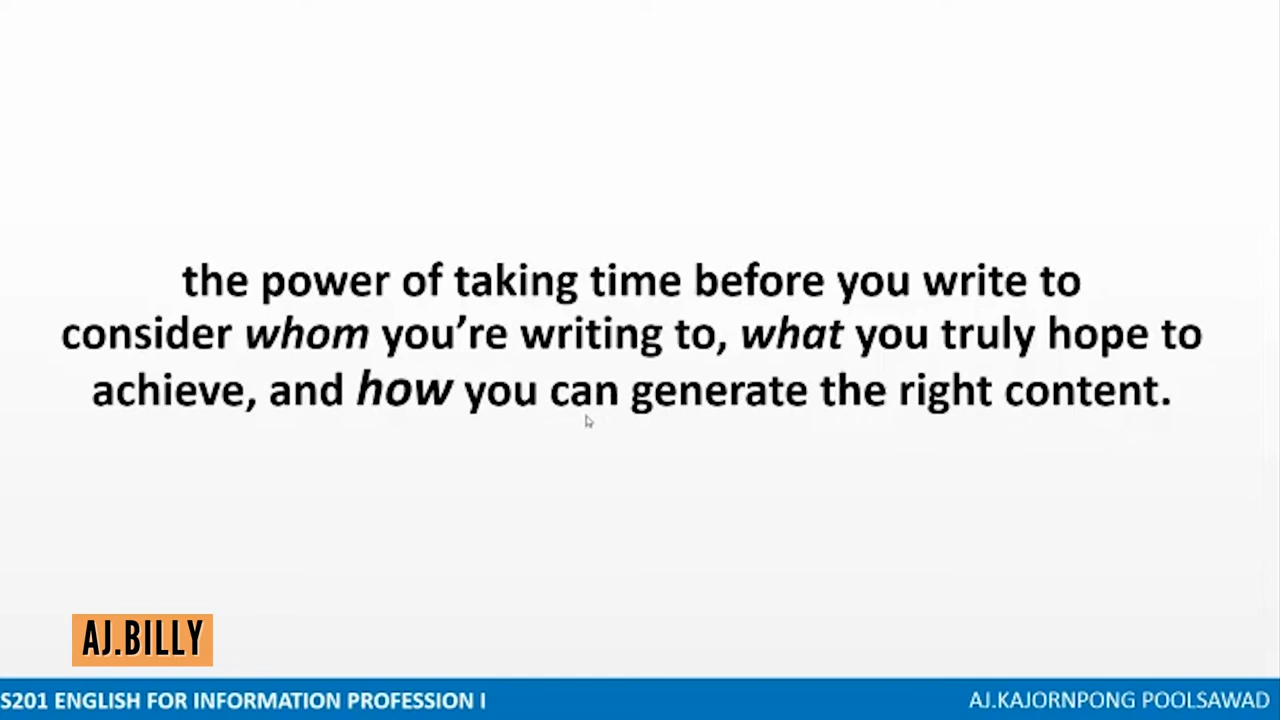 the power of taking time before you write to
consider whom you’re writing to, what you truly hope to
achieve, and how you can generate the right content.
AJ.BILLY
S201 ENGLISH FOR INFORMATION PROFESSION I
AJ.KAJORNPONG POOLSAWAD